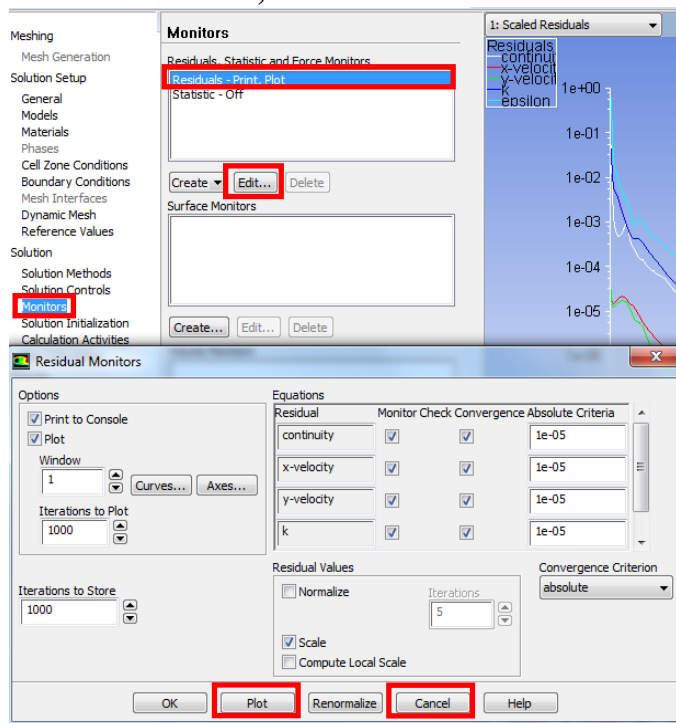 Meshing
Mesh Generation
Solution Setup
General
Models
Materials
Phases
Cell Zone Conditions
Boundary Conditions
Mesh Interfaces
Dynamic Mesh
Reference Values
Solution
Solution Methods
Solution Controls
Monitors
Solution Initialization
Calculation Activities
Monitors
Residuals, Statistic and Force Monitors
Residuals - Print, Plot
Statistic - Off
Create Edit... Delete
Surface Monitors
Create... Edit... Delete
1: Scaled Residuals
Residuals
continuit
x-velocit
y-velocit
k
epsilon
1e+00
1e-01
1e-02
1e-03
1e-04
1e-05
Residual Monitors
Options
Print to Console
Plot
Window
1
Curves... Axes...
Iterations to Plot
1000
Iterations to Store
1000
Equations
Residual Monitor Check Convergence Absolute Criteria
continuity 1e-05
x-velocity 1e-05
y-velocity 1e-05
k 1e-05
Residual Values
Normalize
Iterations
5
Scale
Compute Local Scale
Convergence Criterion
absolute
OK Plot Renormalize Cancel Help